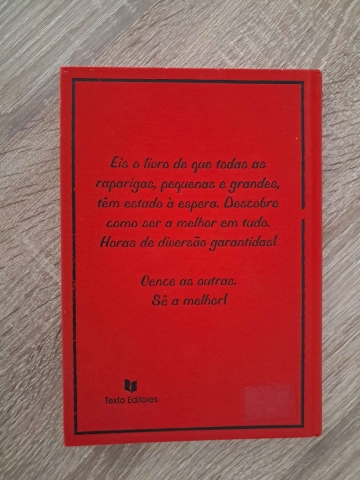 Eis o livro de que todas as
raparigas, pequenas e grandes,
têm estado à espera. Descobre
como ser a melhor em tudo.
Horas de diversão garantidas!
Vence as outras.
Sê a melhor!
Texto Editores